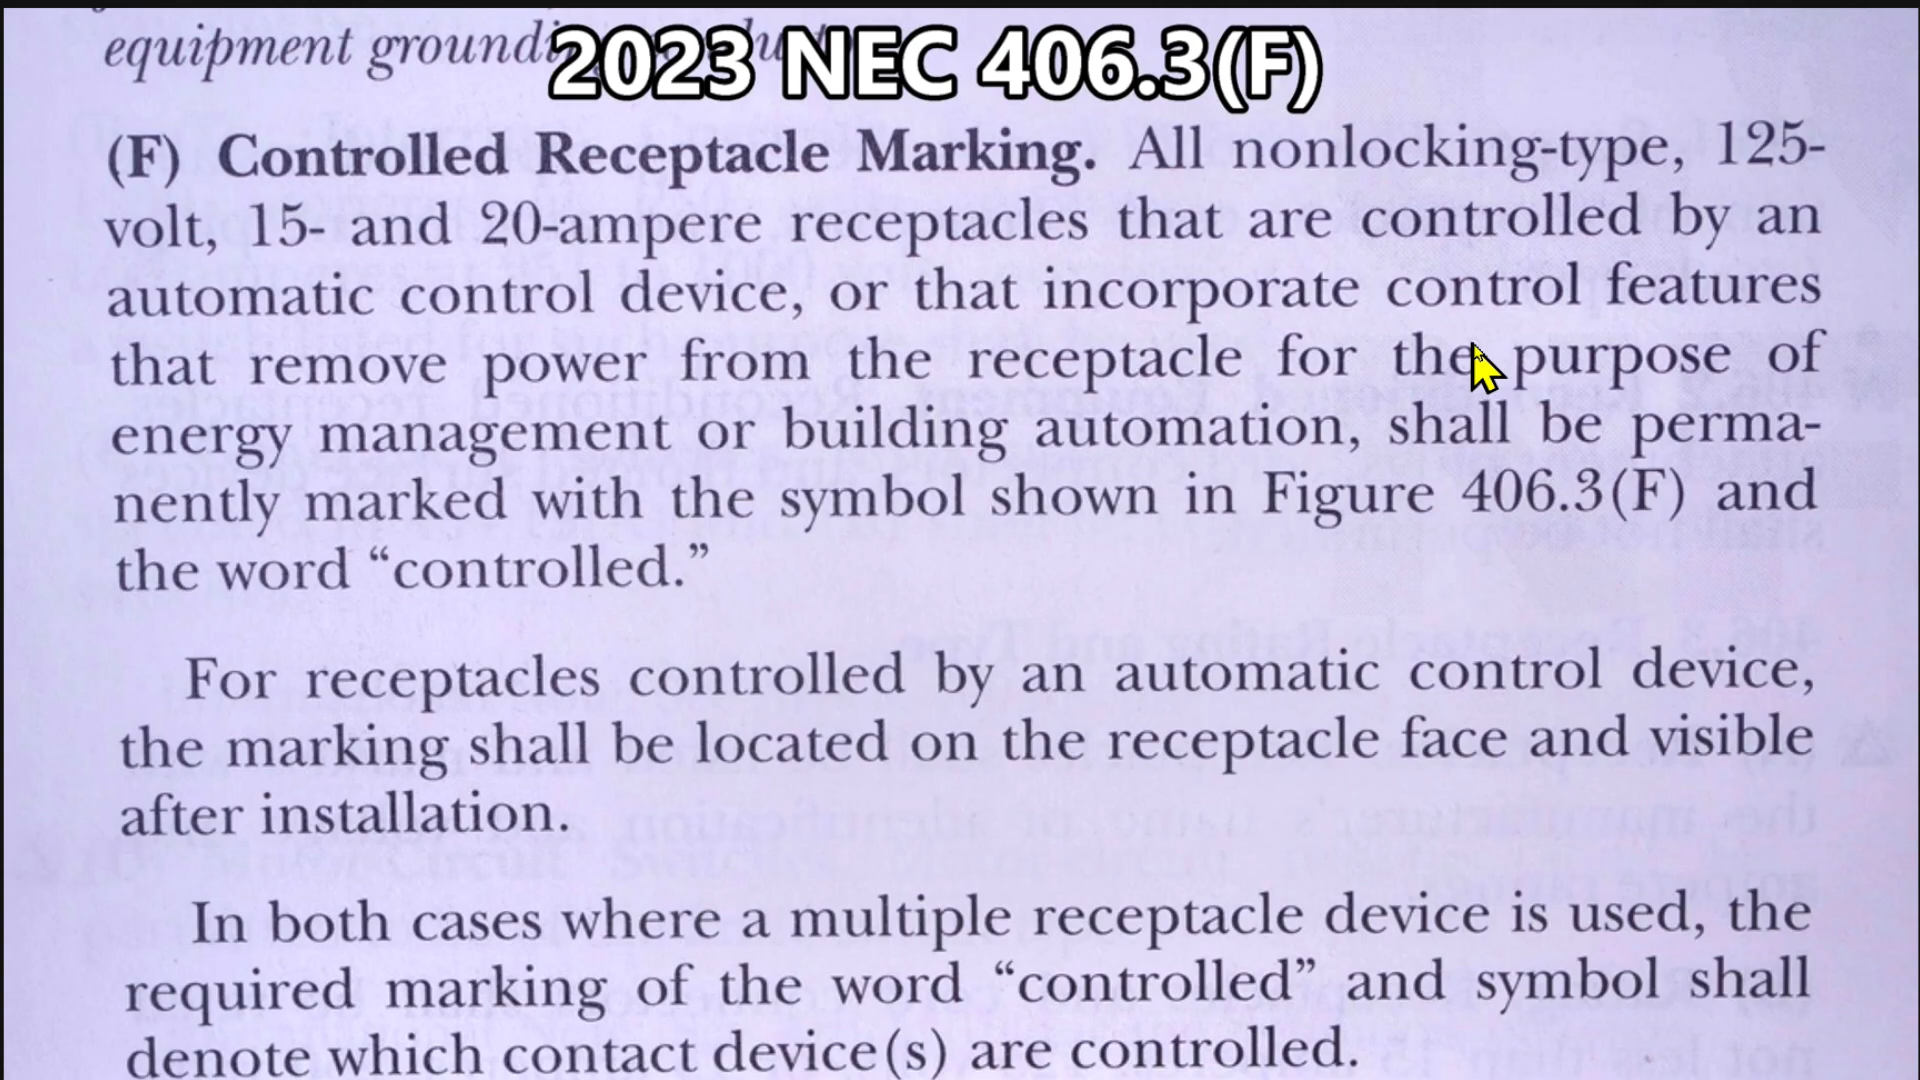 equipment groundi
2023 NEC 406.3(F)
(F) Controlled Receptacle Marking. All nonlocking-type, 125-
volt, 15- and 20-ampere receptacles that are controlled by an
automatic control device, or that incorporate control features
that remove power from the receptacle for the purpose of
energy management or building automation, shall be perma-
nently marked with the symbol shown in Figure 406.3(F) and
the word “controlled.”
For receptacles controlled by an automatic control device,
the marking shall be located on the receptacle face and visible
after installation.
In both cases where a multiple receptacle device is used, the
required marking of the word “controlled” and symbol shall
denote which contact device(s) are controlled.